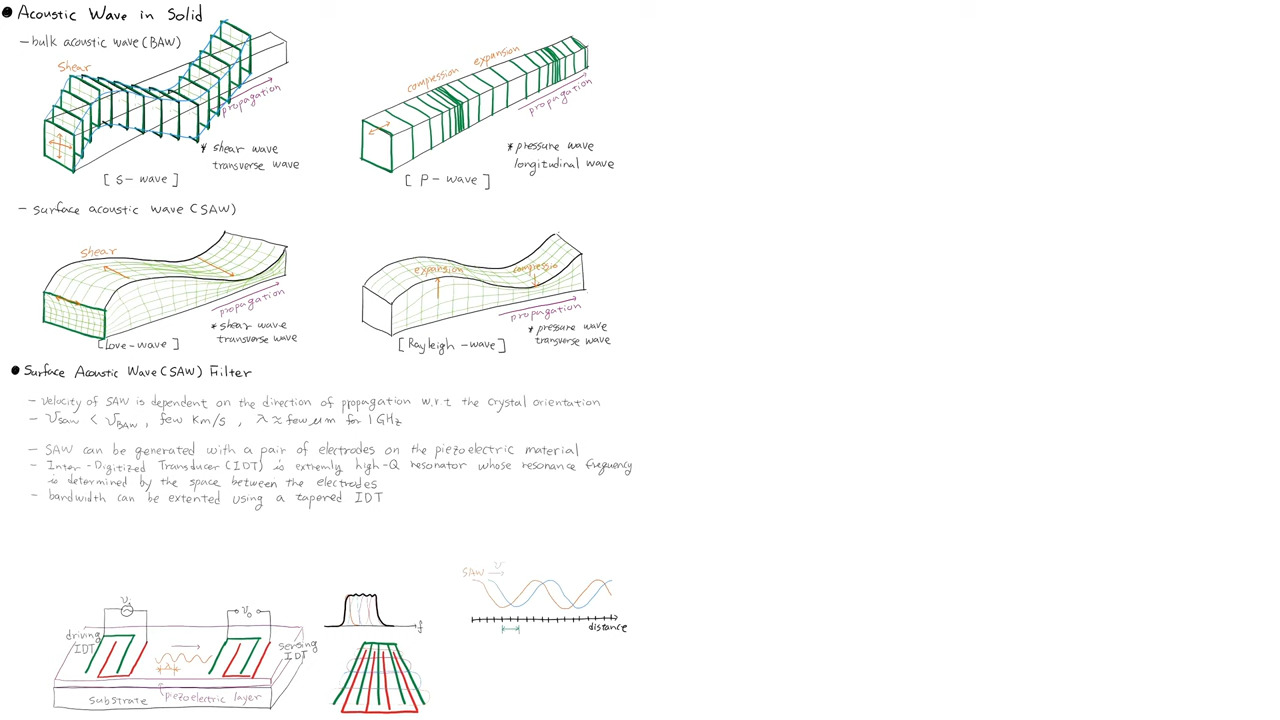 ● Acoustic Wave in Solid
- bulk acoustic wave (BAW)
shear
propagation
* shear wave
transverse wave
[ S - wave ]
compression
expansion
propagation
* pressure wave
longitudinal wave
[ P - wave ]
- surface acoustic wave (SAW)
shear
propagation
* shear wave
transverse wave
[Love - wave ]
expansion
compressio
propagation
* pressure wave
transverse wave
[ Rayleigh - wave ]
● Surface Acoustic Wave (SAW) Filter
- velocity of SAW is dependent on the direction of propagation w.r.t the crystal orientation
- VSAW < VBAW , few Km/s , λ ≈ few μm for 1 GHz
- SAW can be generated with a pair of electrodes on the piezoelectric material
- Inter-Digitized Transducer (IDT) is extremly high-Q resonator whose resonance frequency
is determined by the space between the electrodes
- bandwidth can be extented using a tapered IDT
Vi
Vo
driving
IDT
λ
sensing
IDT
substrate
piezoelectric layer
f
SAW v
distance